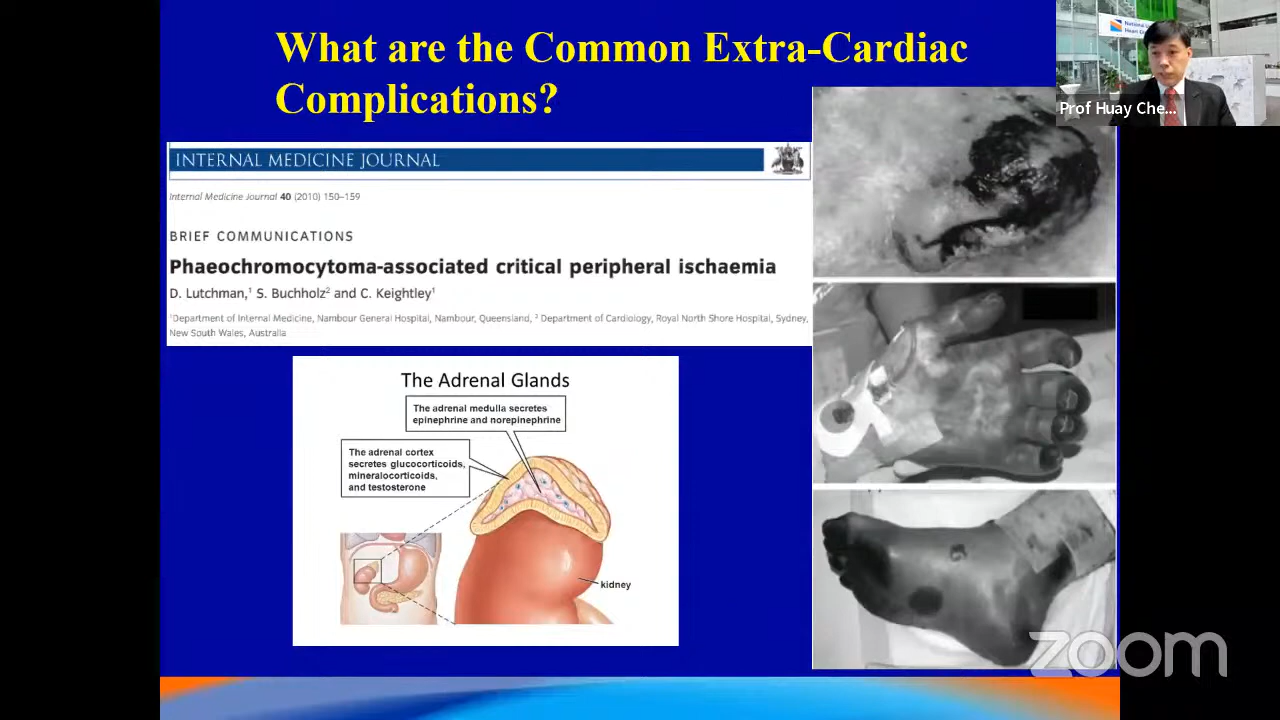 What are the Common Extra-Cardiac
Complications?
National U
Heart Ce
Prof Huay Che...
INTERNAL MEDICINE JOURNAL
Internal Medicine Journal 40 (2010) 150–159
BRIEF COMMUNICATIONS
Phaeochromocytoma-associated critical peripheral ischaemia
D. Lutchman,¹ S. Buchholz² and C. Keightley¹
¹Department of Internal Medicine, Nambour General Hospital, Nambour, Queensland, ² Department of Cardiology, Royal North Shore Hospital, Sydney,
New South Wales, Australia
The Adrenal Glands
The adrenal medulla secretes
epinephrine and norepinephrine
The adrenal cortex
secretes glucocorticoids,
mineralocorticoids,
and testosterone
kidney
zoom